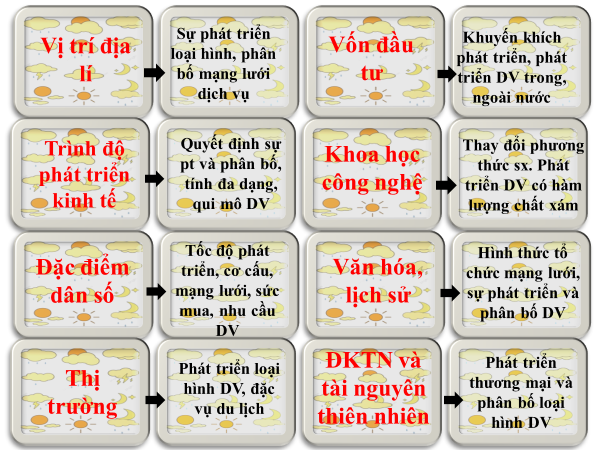 Vị trí địa
lí
Sự phát triển
loại hình, phân
bố mạng lưới
dịch vụ
Vốn đầu
tư
Khuyến khích
phát triển, phát
triển DV trong,
ngoài nước
Trình độ
phát triển
kinh tế
Quyết định sự
pt và phân bố,
tính đa dạng,
qui mô DV
Khoa học
công nghệ
Thay đổi phương
thức sx. Phát
triển DV có hàm
lượng chất xám
Đặc điểm
dân số
Tốc độ phát
triển, cơ cấu,
mạng lưới, sức
mua, nhu cầu
DV
Văn hóa,
lịch sử
Hình thức tổ
chức mạng lưới,
sự phát triển và
phân bố DV
Thị
trường
Phát triển loại
hình DV, đặc
vụ du lịch
ĐKTN và
tài nguyên
thiên nhiên
Phát triển
thương mại và
phân bố loại
hình DV